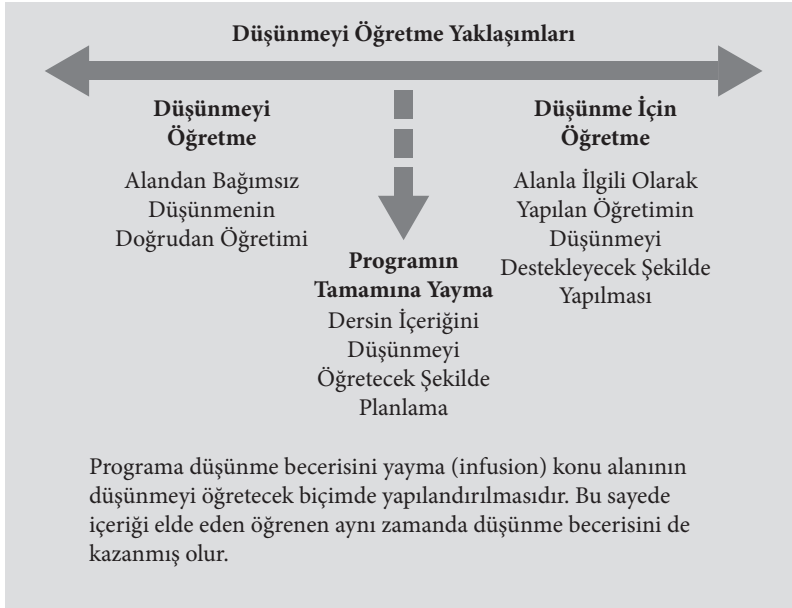 Düşünmeyi Öğretme Yaklaşımları
Düşünmeyi
Öğretme
Alandan Bağımsız
Düşünmenin
Doğrudan Öğretimi
Programın
Tamamına Yayma
Dersin İçeriğini
Düşünmeyi
Öğretecek Şekilde
Planlama
Düşünme İçin
Öğretme
Alanla İlgili Olarak
Yapılan Öğretimin
Düşünmeyi
Destekleyecek Şekilde
Yapılması
Programa düşünme becerisini yayma (infusion) konu alanının
düşünmeyi öğretecek biçimde yapılandırılmasıdır. Bu sayede
içeriği elde eden öğrenen aynı zamanda düşünme becerisini de
kazanmış olur.